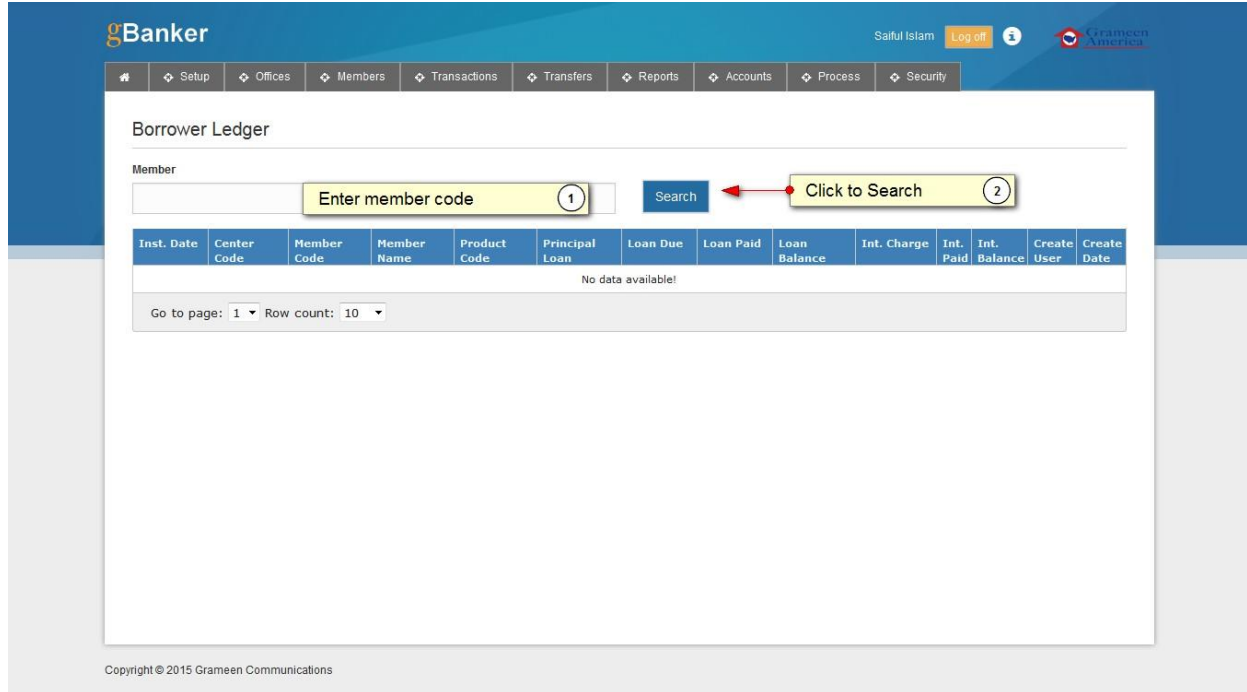 gBanker
Saiful Islam Log off i Grameen America
Setup Offices Members Transactions Transfers Reports Accounts Process Security
Borrower Ledger
Member
Enter member code 1 Search Click to Search 2
Inst. Date Center Code Member Code Member Name Product Code Principal Loan Loan Due Loan Paid Loan Balance Int. Charge Int. Paid Int. Balance Create User Create Date
No data available!
Go to page: 1 Row count: 10
Copyright © 2015 Grameen Communications